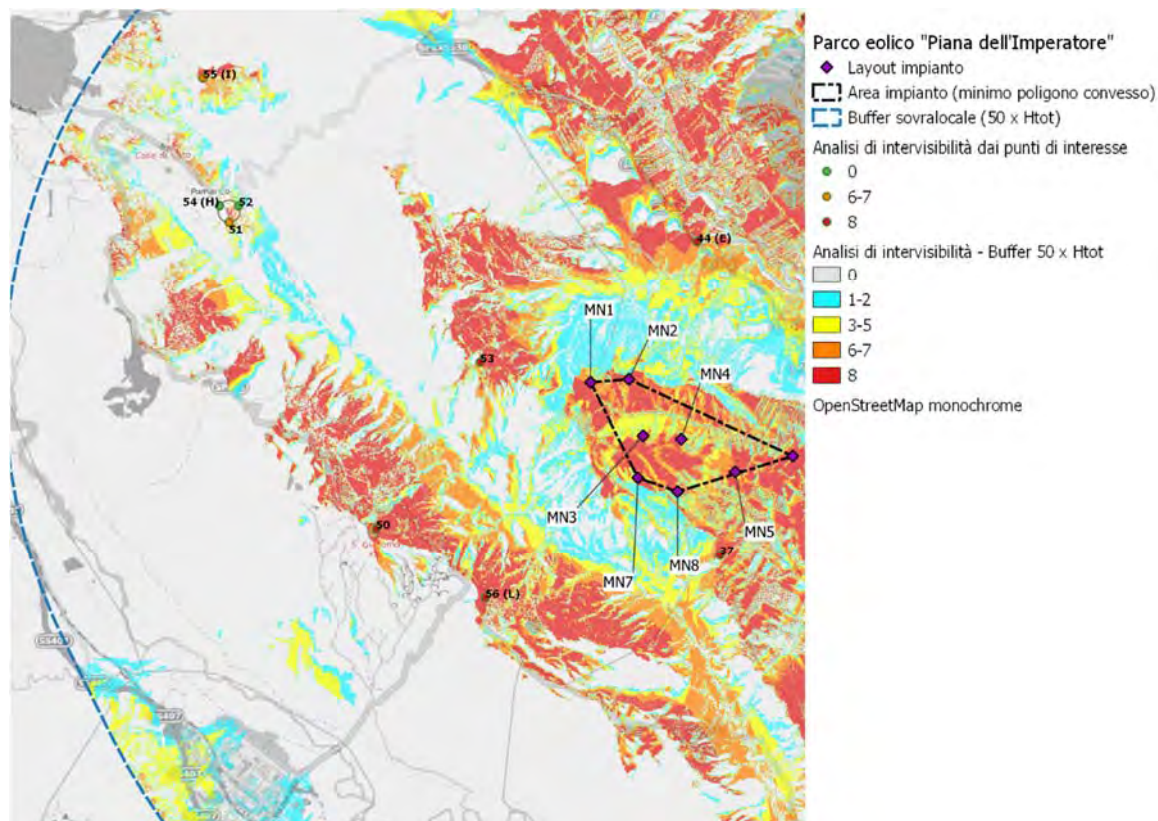 Parco eolico "Piana dell'Imperatore"
Layout impianto
Area impianto (minimo poligono convesso)
Buffer sovralocale (50 x Htot)
Analisi di intervisibilità dai punti di interesse
0
6-7
8
Analisi di intervisibilità - Buffer 50 x Htot
0
1-2
3-5
6-7
8
OpenStreetMap monochrome
55 (I)
54 (H)
52
51
44 (E)
MN1
MN2
53
MN4
MN3
MN5
50
37
MN7
MN8
56 (L)